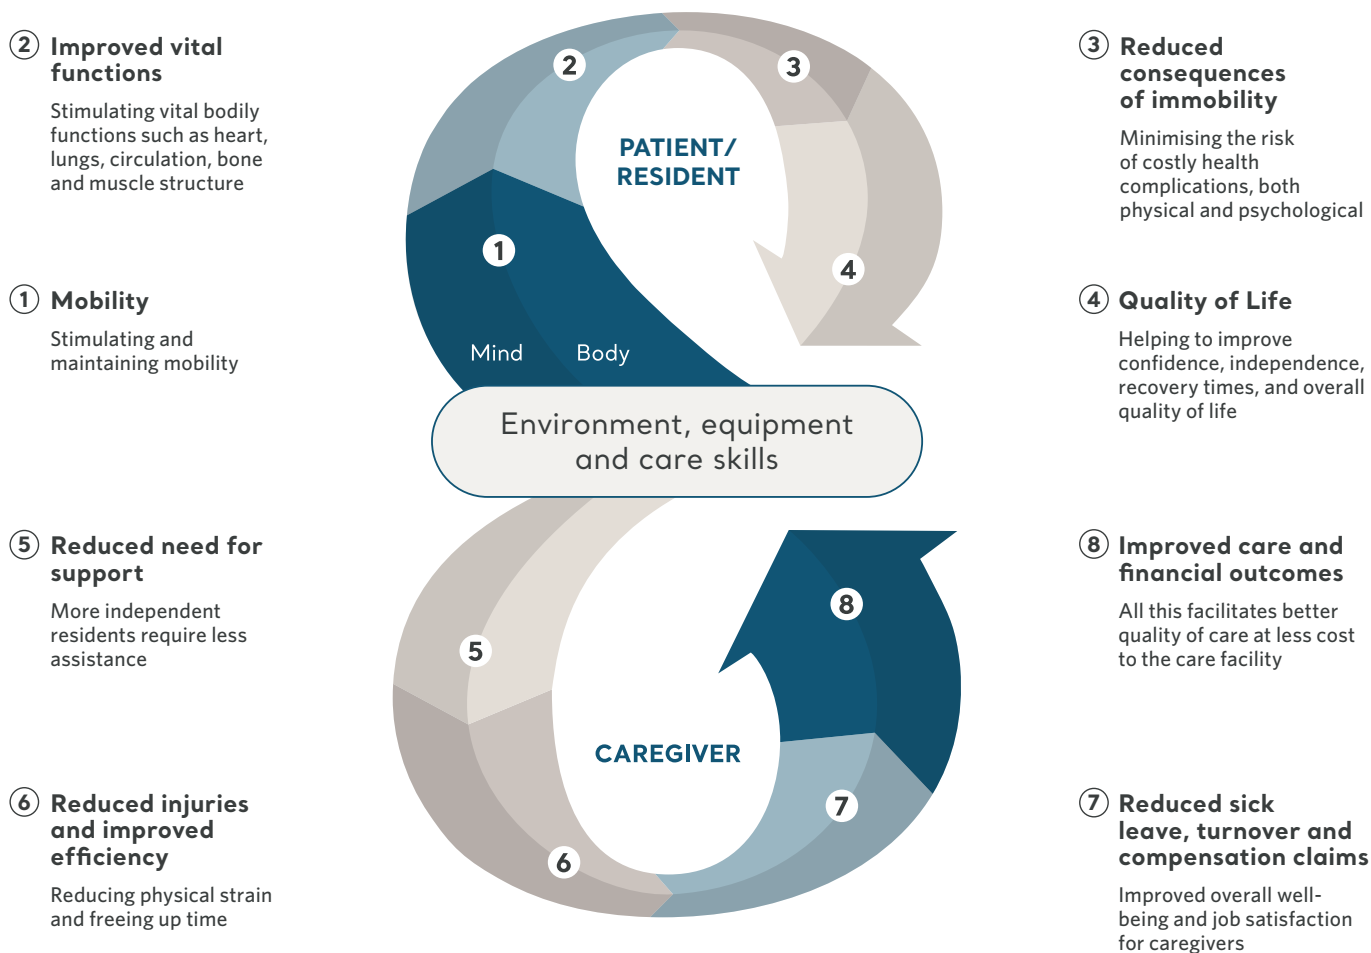 2 Improved vital
functions
Stimulating vital bodily
functions such as heart,
lungs, circulation, bone
and muscle structure
1 Mobility
Stimulating and
maintaining mobility
5 Reduced need for
support
More independent
residents require less
assistance
6 Reduced injuries
and improved
efficiency
Reducing physical strain
and freeing up time
2
3
PATIENT/
RESIDENT
1
4
Mind Body
Environment, equipment
and care skills
8
5
CAREGIVER
7
6
3 Reduced
consequences
of immobility
Minimising the risk
of costly health
complications, both
physical and psychological
4 Quality of Life
Helping to improve
confidence, independence,
recovery times, and overall
quality of life
8 Improved care and
financial outcomes
All this facilitates better
quality of care at less cost
to the care facility
7 Reduced sick
leave, turnover and
compensation claims
Improved overall well-
being and job satisfaction
for caregivers